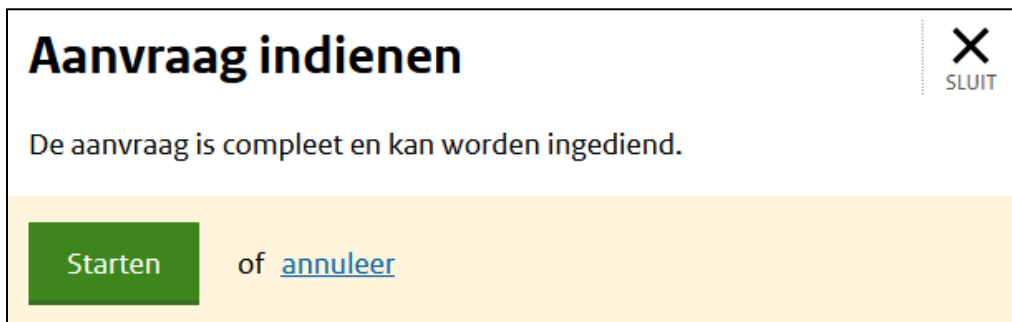 Aanvraag indienen
SLUIT
De aanvraag is compleet en kan worden ingediend.
Starten of annuleer